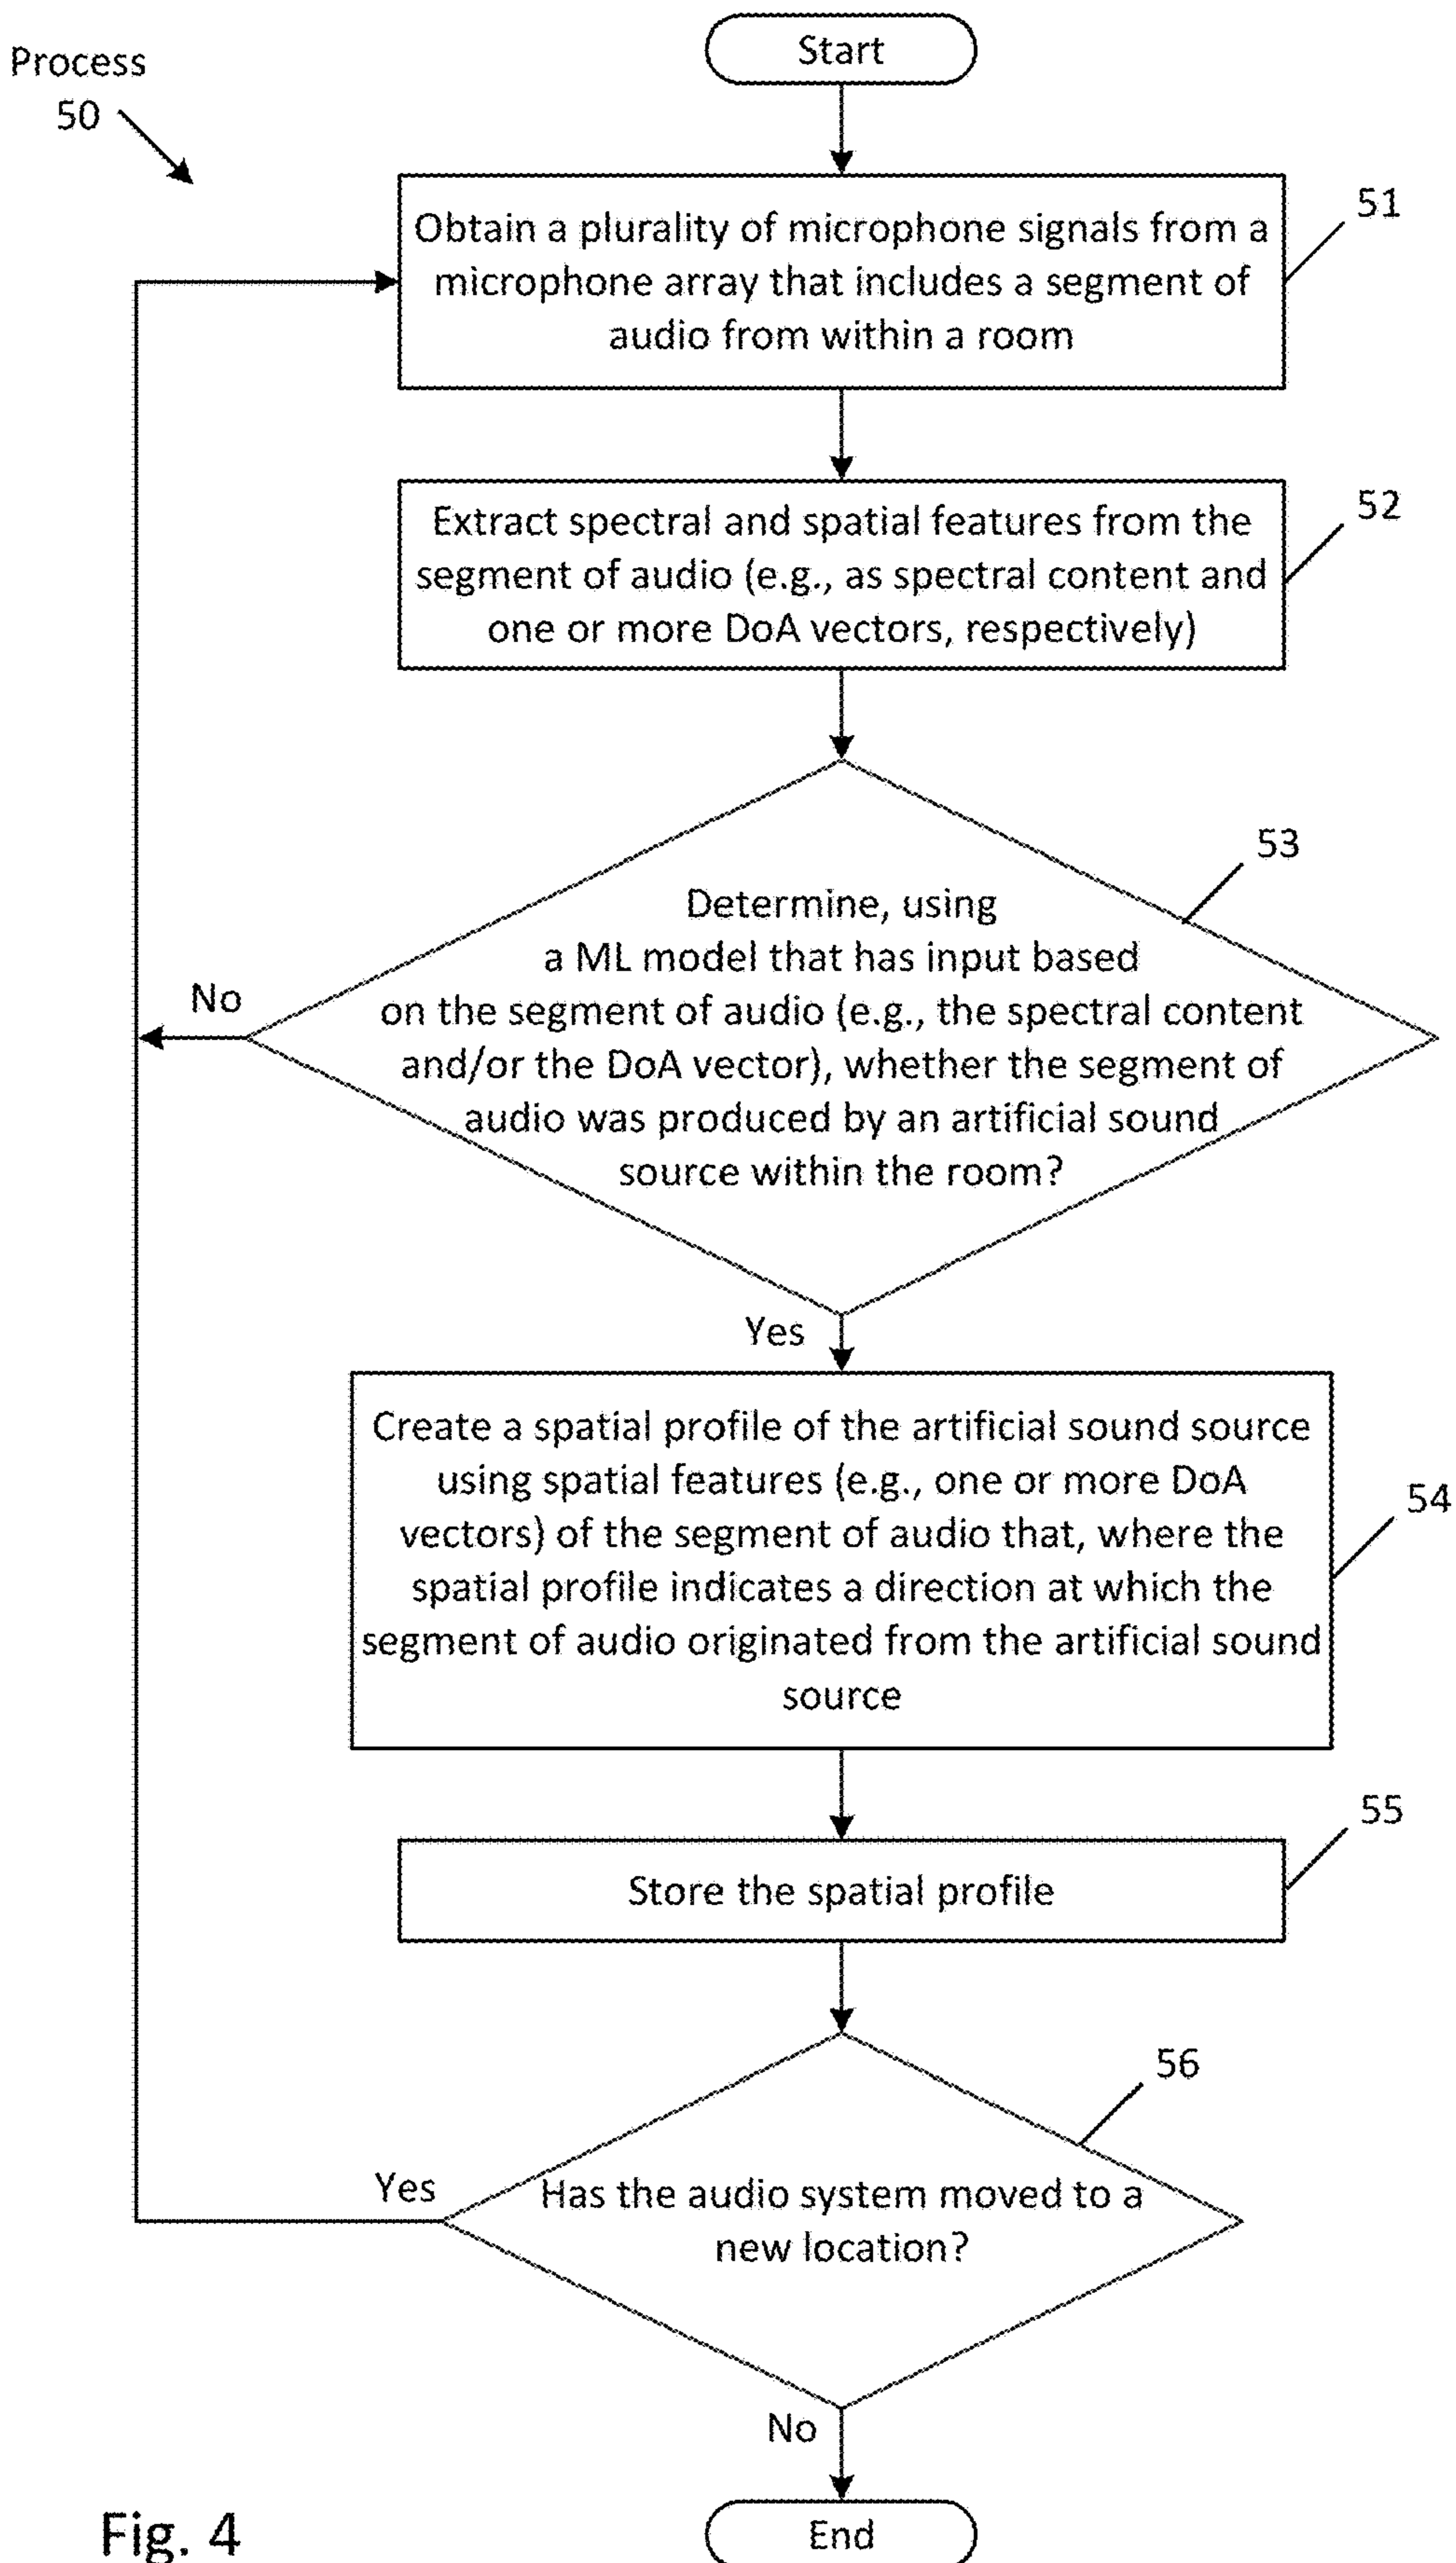 Start
Process
50
51
Obtain a plurality of microphone signals from a
microphone array that includes a segment of
audio from within a room
52
Extract spectral and spatial features from the
segment of audio (e.g., as spectral content and
one or more DoA vectors, respectively)
53
Determine, using
a ML model that has input based
on the segment of audio (e.g., the spectral content
and/or the DoA vector), whether the segment of
audio was produced by an artificial sound
source within the room?
No
Yes
Create a spatial profile of the artificial sound source
using spatial features (e.g., one or more DoA
vectors) of the segment of audio that, where the
spatial profile indicates a direction at which the
segment of audio originated from the artificial sound
source
54
55
Store the spatial profile
56
Yes
Has the audio system moved to a
new location?
No
End
Fig. 4